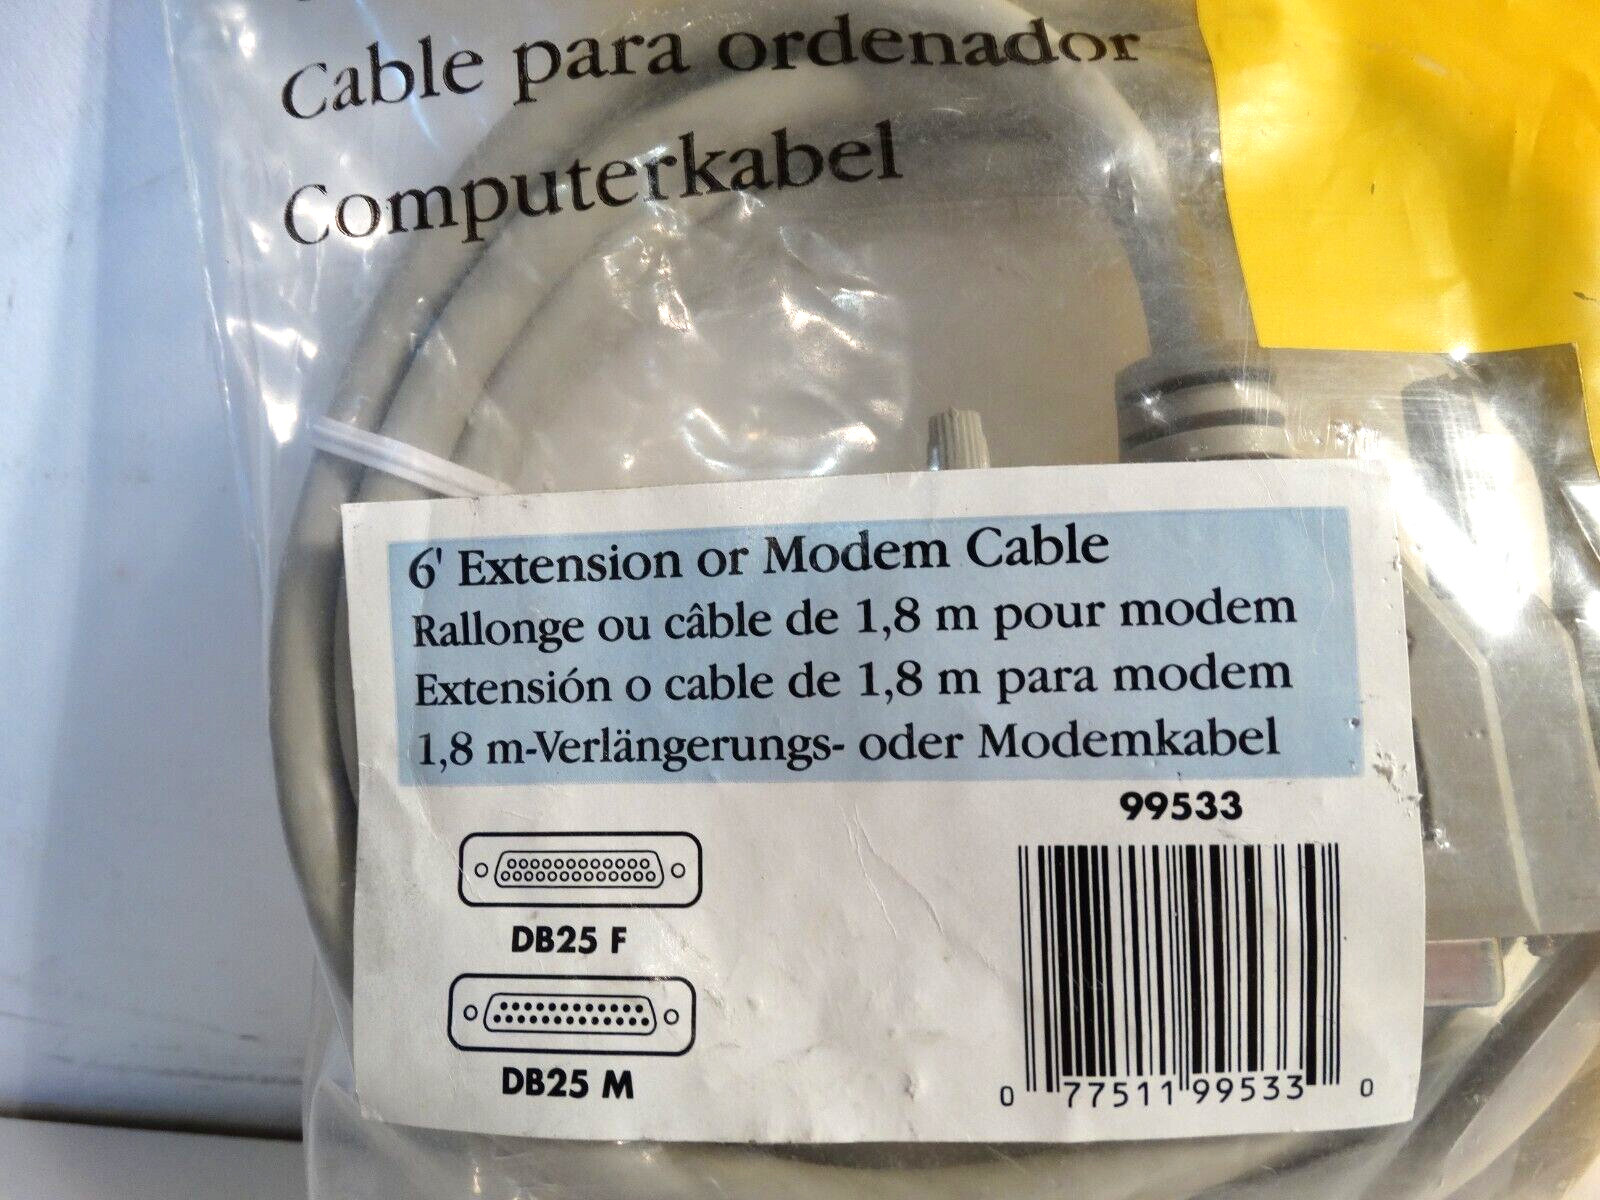 Cable para ordenador
Computerkabel
6' Extension or Modem Cable
Rallonge ou câble de 1,8 m pour modem
Extensión o cable de 1,8 m para modem
1,8 m-Verlängerungs- oder Modemkabel
99533
DB25 F
DB25 M
0 77511 99533 0